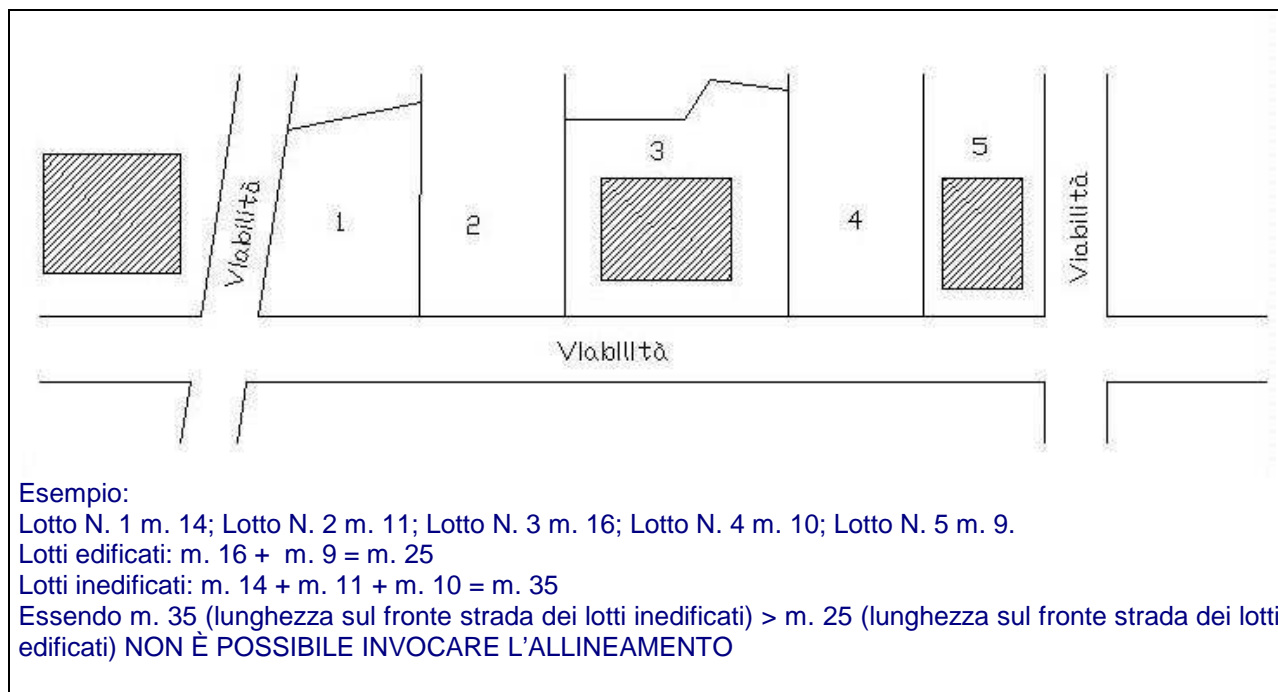 3
5
1
2
4
Viabilità
Viabilità
Viabilità
Esempio:
Lotto N. 1 m. 14; Lotto N. 2 m. 11; Lotto N. 3 m. 16; Lotto N. 4 m. 10; Lotto N. 5 m. 9.
Lotti edificati: m. 16 + m. 9 = m. 25
Lotti inedificati: m. 14 + m. 11 + m. 10 = m. 35
Essendo m. 35 (lunghezza sul fronte strada dei lotti inedificati) > m. 25 (lunghezza sul fronte strada dei lotti
edificati) NON È POSSIBILE INVOCARE L'ALLINEAMENTO